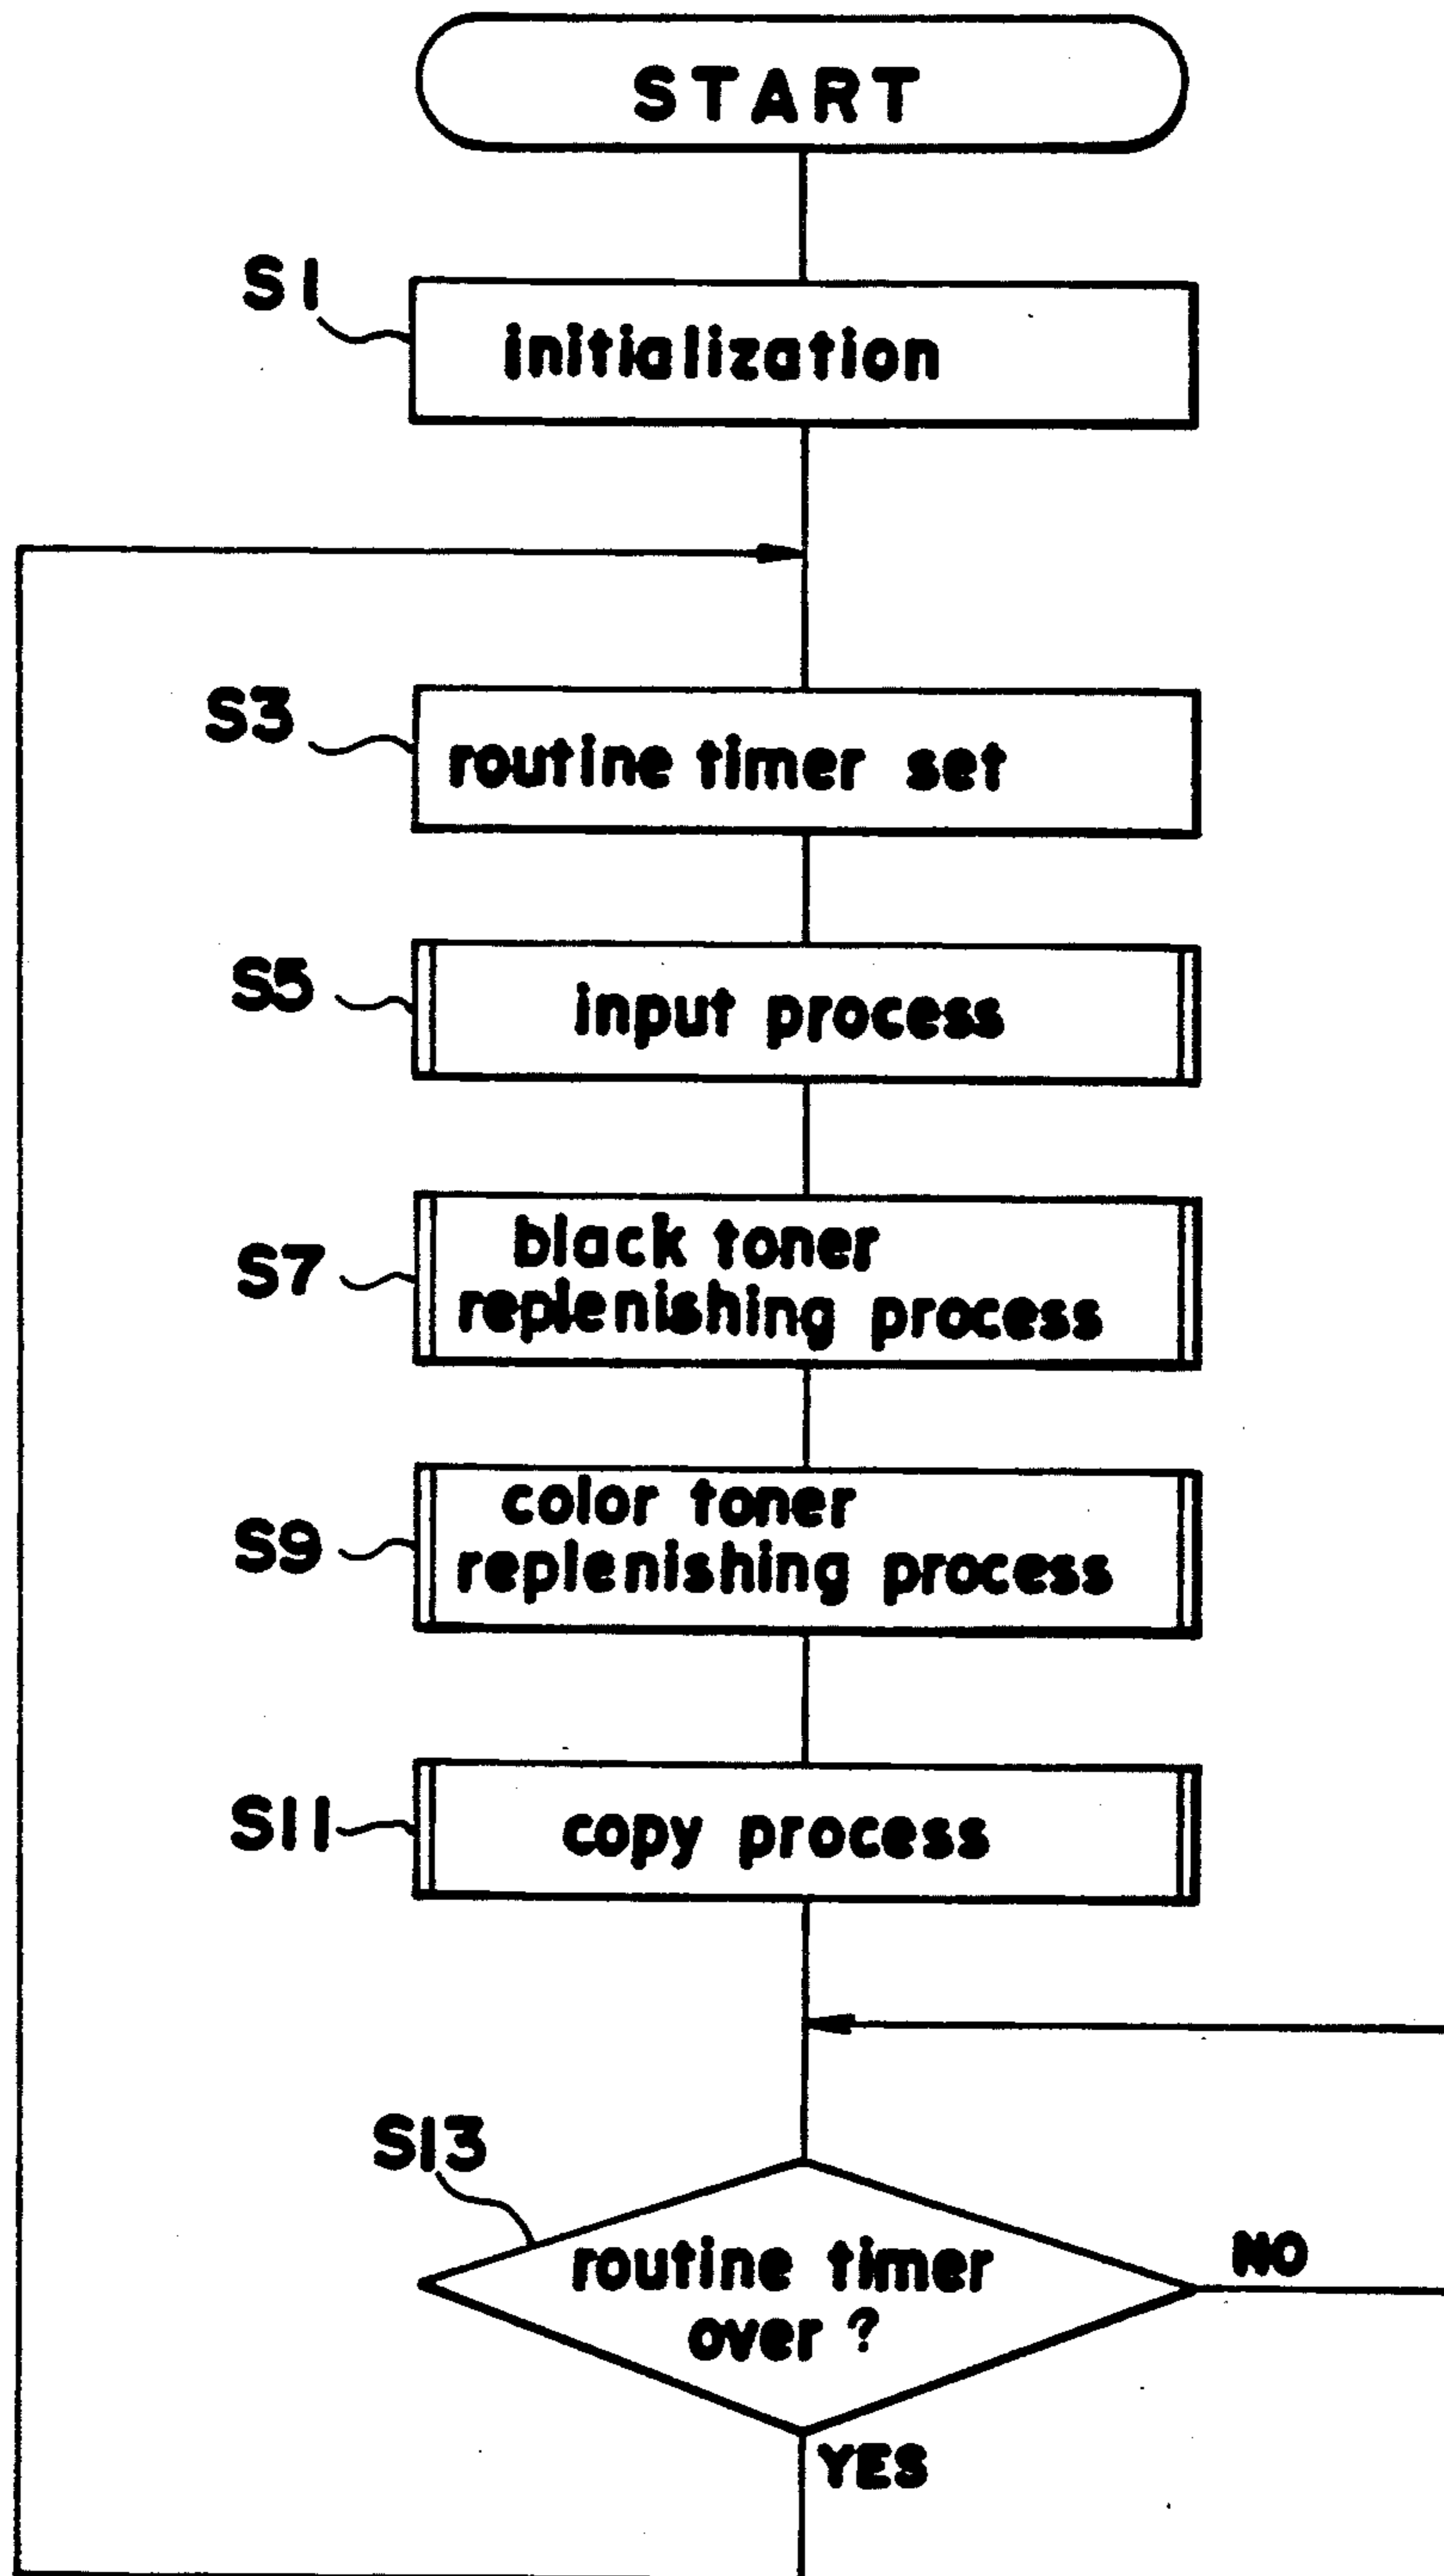 START
S1
initialization
S3
routine timer set
S5
input process
S7
black toner
replenishing process
S9
color toner
replenishing process
S11
copy process
S13
routine timer
over ?
NO
YES